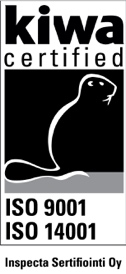 kiwa
certified
ISO 9001
ISO 14001
Inspecta Sertifiointi Oy